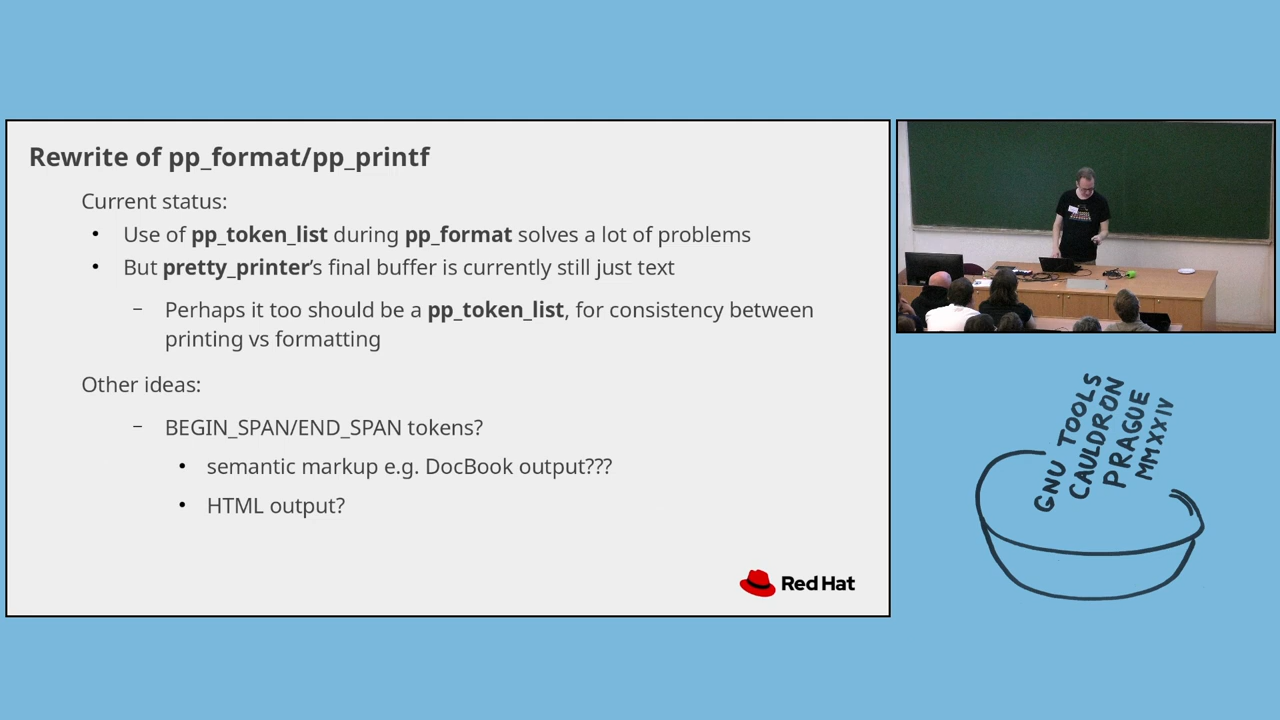 Rewrite of pp_format/pp_printf
Current status:
• Use of pp_token_list during pp_format solves a lot of problems
• But pretty_printer’s final buffer is currently still just text
– Perhaps it too should be a pp_token_list, for consistency between
printing vs formatting
Other ideas:
– BEGIN_SPAN/END_SPAN tokens?
• semantic markup e.g. DocBook output???
• HTML output?
Red Hat
GNU TOOLS
CAULDRON
PRAGUE
MMXXIV